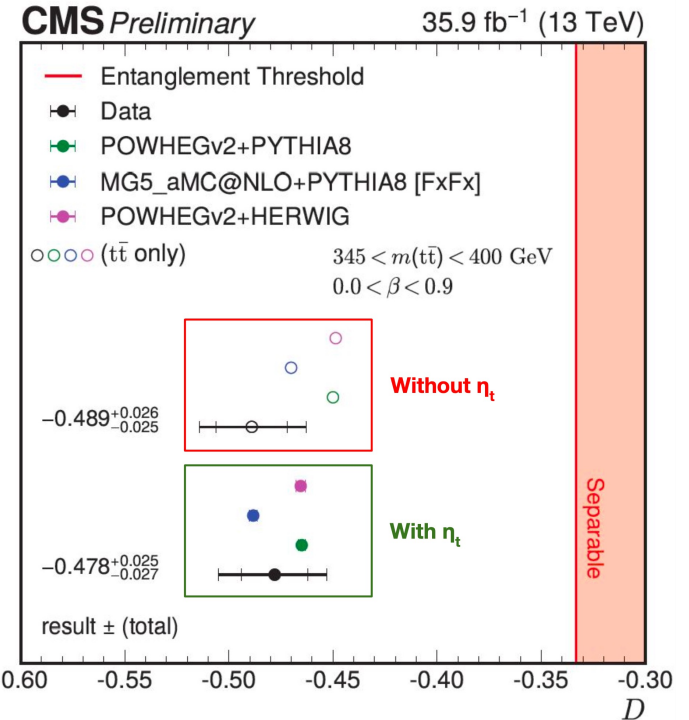 CMS Preliminary 35.9 fb⁻¹ (13 TeV)
Entanglement Threshold
Data
POWHEGv2+PYTHIA8
MG5_aMC@NLO+PYTHIA8 [FxFx]
POWHEGv2+HERWIG
(tt̄ only)
345 < m(tt̄) < 400 GeV
0.0 < β < 0.9
Without ηt
−0.489 +0.026 −0.025
With ηt
−0.478 +0.025 −0.027
Separable
result ± (total)
0.60 -0.55 -0.50 -0.45 -0.40 -0.35 -0.30
D